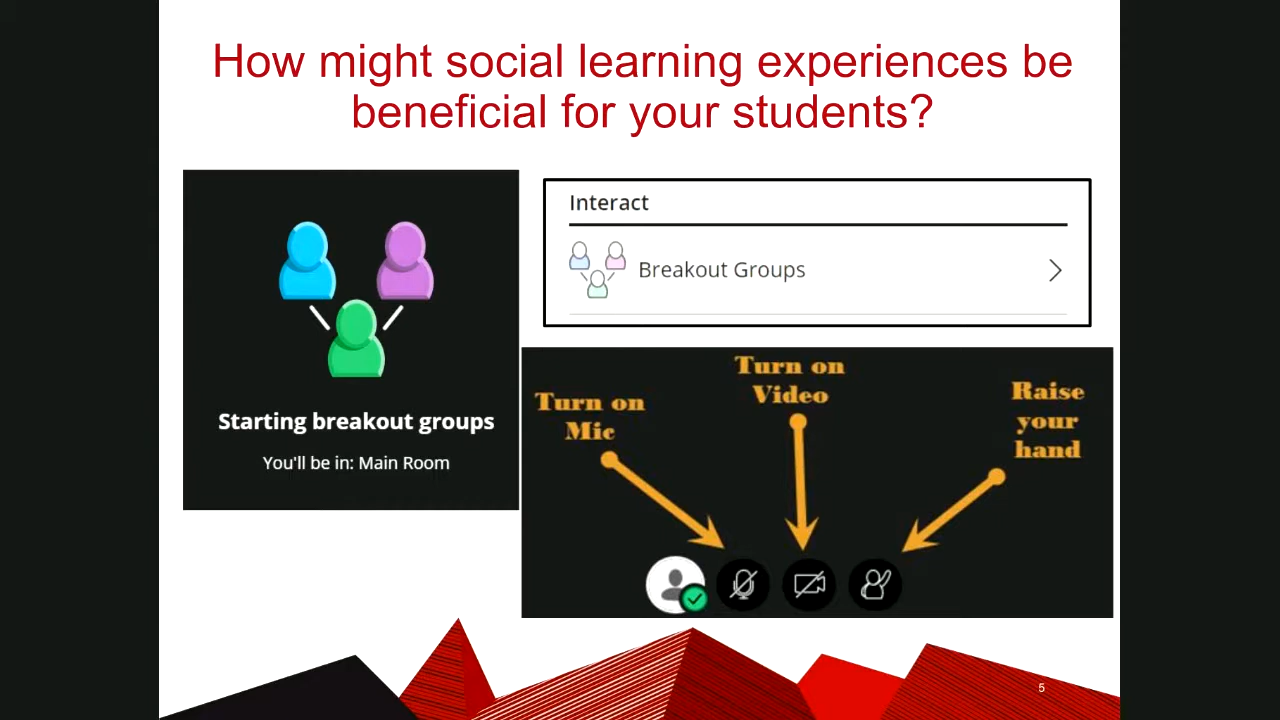 How might social learning experiences be
beneficial for your students?
Starting breakout groups
You'll be in: Main Room
Interact
Breakout Groups
Turn on
Mic
Turn on
Video
Raise
your
hand
5